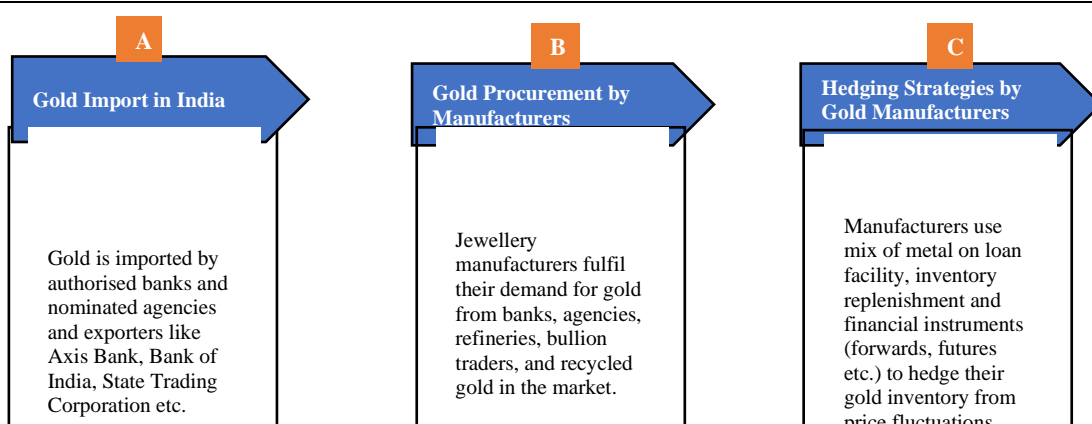 A
Gold Import in India
Gold is imported by
authorised banks and
nominated agencies
and exporters like
Axis Bank, Bank of
India, State Trading
Corporation etc.
B
Gold Procurement by
Manufacturers
Jewellery
manufacturers fulfil
their demand for gold
from banks, agencies,
refineries, bullion
traders, and recycled
gold in the market.
C
Hedging Strategies by
Gold Manufacturers
Manufacturers use
mix of metal on loan
facility, inventory
replenishment and
financial instruments
(forwards, futures
etc.) to hedge their
gold inventory from
price fluctuations